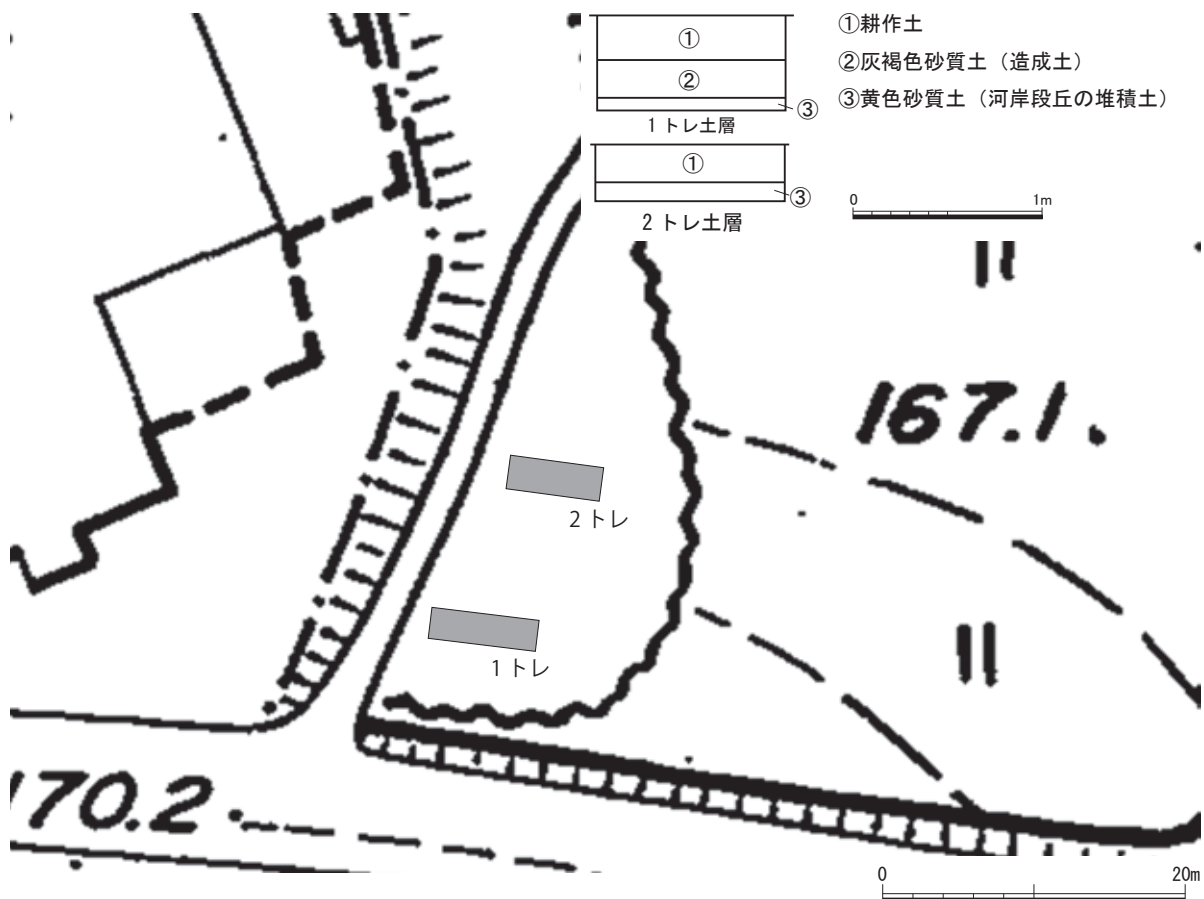 ①
②
③
1トレ土層
①
③
2トレ土層
①耕作土
②灰褐色砂質土（造成土）
③黄色砂質土（河岸段丘の堆積土）
0 1m
167.1
2トレ
1トレ
170.2
0 20m